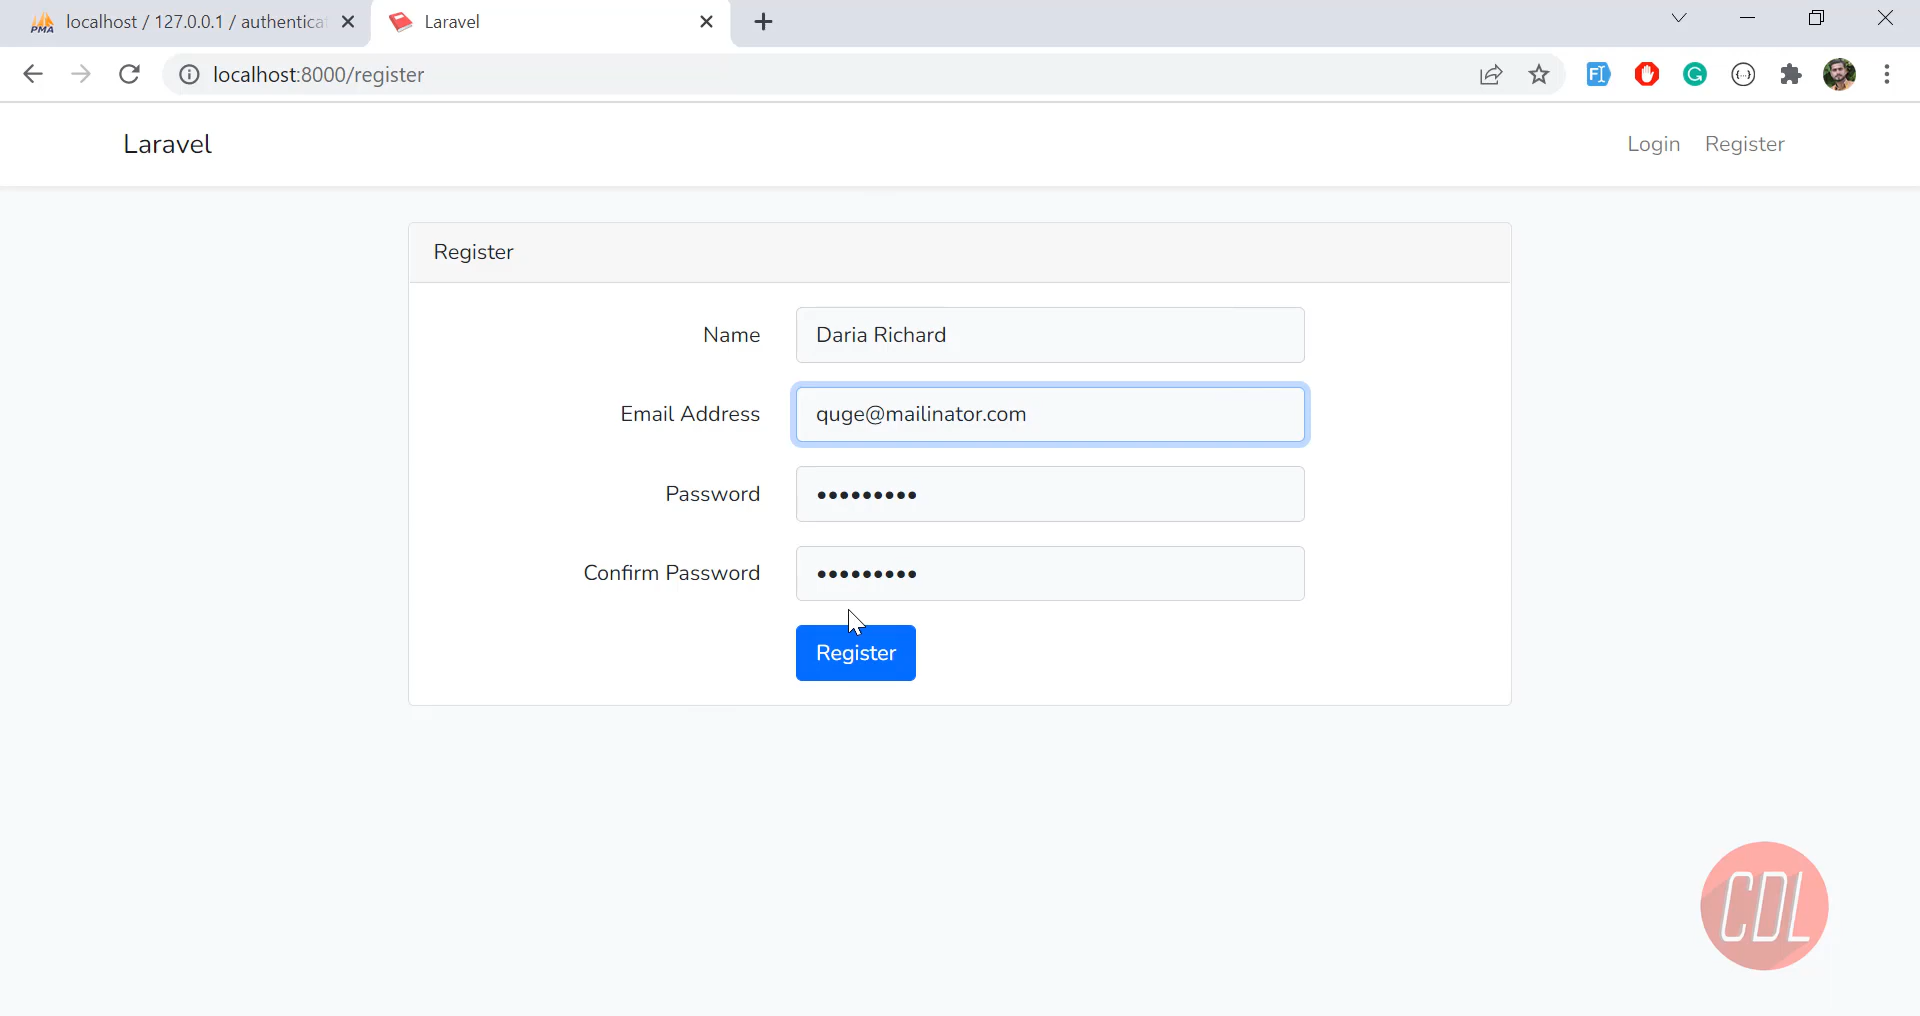 PMA
localhost / 127.0.0.1 / authentica
Laravel
localhost:8000/register
Laravel
Login
Register
Register
Name
Daria Richard
Email Address
quge@mailinator.com
Password
•••••••••
Confirm Password
•••••••••
Register
CDL